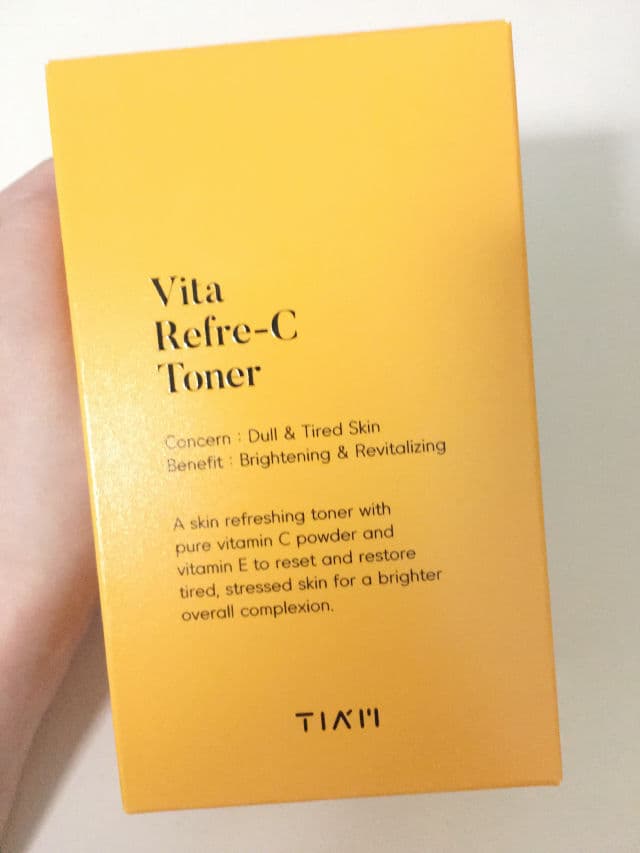 Vita
Refre-C
Toner
Concern : Dull & Tired Skin
Benefit : Brightening & Revitalizing
A skin refreshing toner with
pure vitamin C powder and
vitamin E to reset and restore
tired, stressed skin for a brighter
overall complexion.
TIA'M